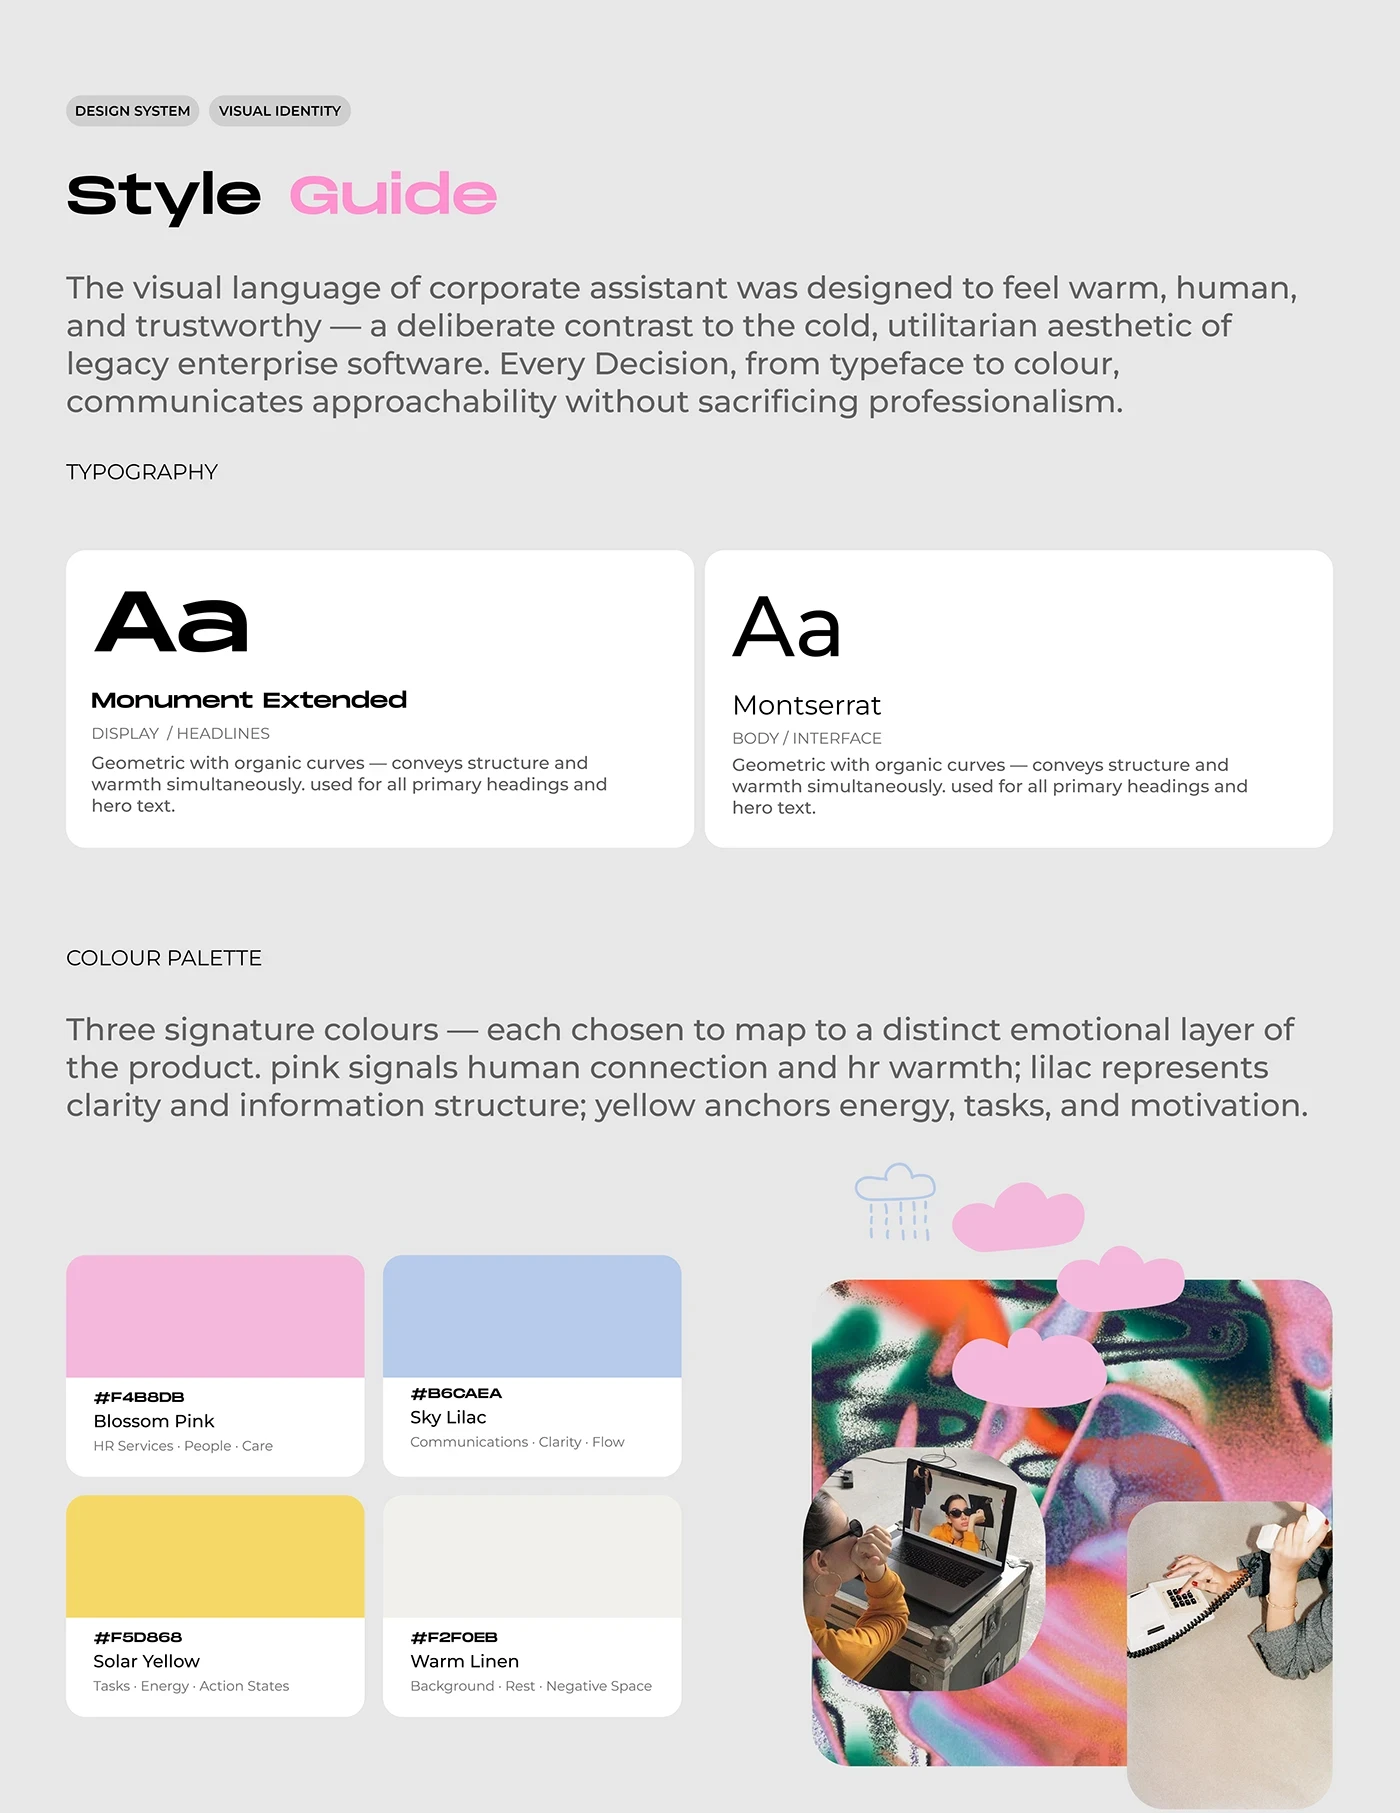 DESIGN SYSTEM VISUAL IDENTITY
Style Guide
The visual language of corporate assistant was designed to feel warm, human,
and trustworthy — a deliberate contrast to the cold, utilitarian aesthetic of
legacy enterprise software. Every Decision, from typeface to colour,
communicates approachability without sacrificing professionalism.
TYPOGRAPHY
Aa
Monument Extended
DISPLAY / HEADLINES
Geometric with organic curves — conveys structure and
warmth simultaneously. used for all primary headings and
hero text.
Aa
Montserrat
BODY / INTERFACE
Geometric with organic curves — conveys structure and
warmth simultaneously. used for all primary headings and
hero text.
COLOUR PALETTE
Three signature colours — each chosen to map to a distinct emotional layer of
the product. pink signals human connection and hr warmth; lilac represents
clarity and information structure; yellow anchors energy, tasks, and motivation.
#F4B8DB
Blossom Pink
HR Services · People · Care
#B6CAEA
Sky Lilac
Communications · Clarity · Flow
#F5D868
Solar Yellow
Tasks · Energy · Action States
#F2F0EB
Warm Linen
Background · Rest · Negative Space